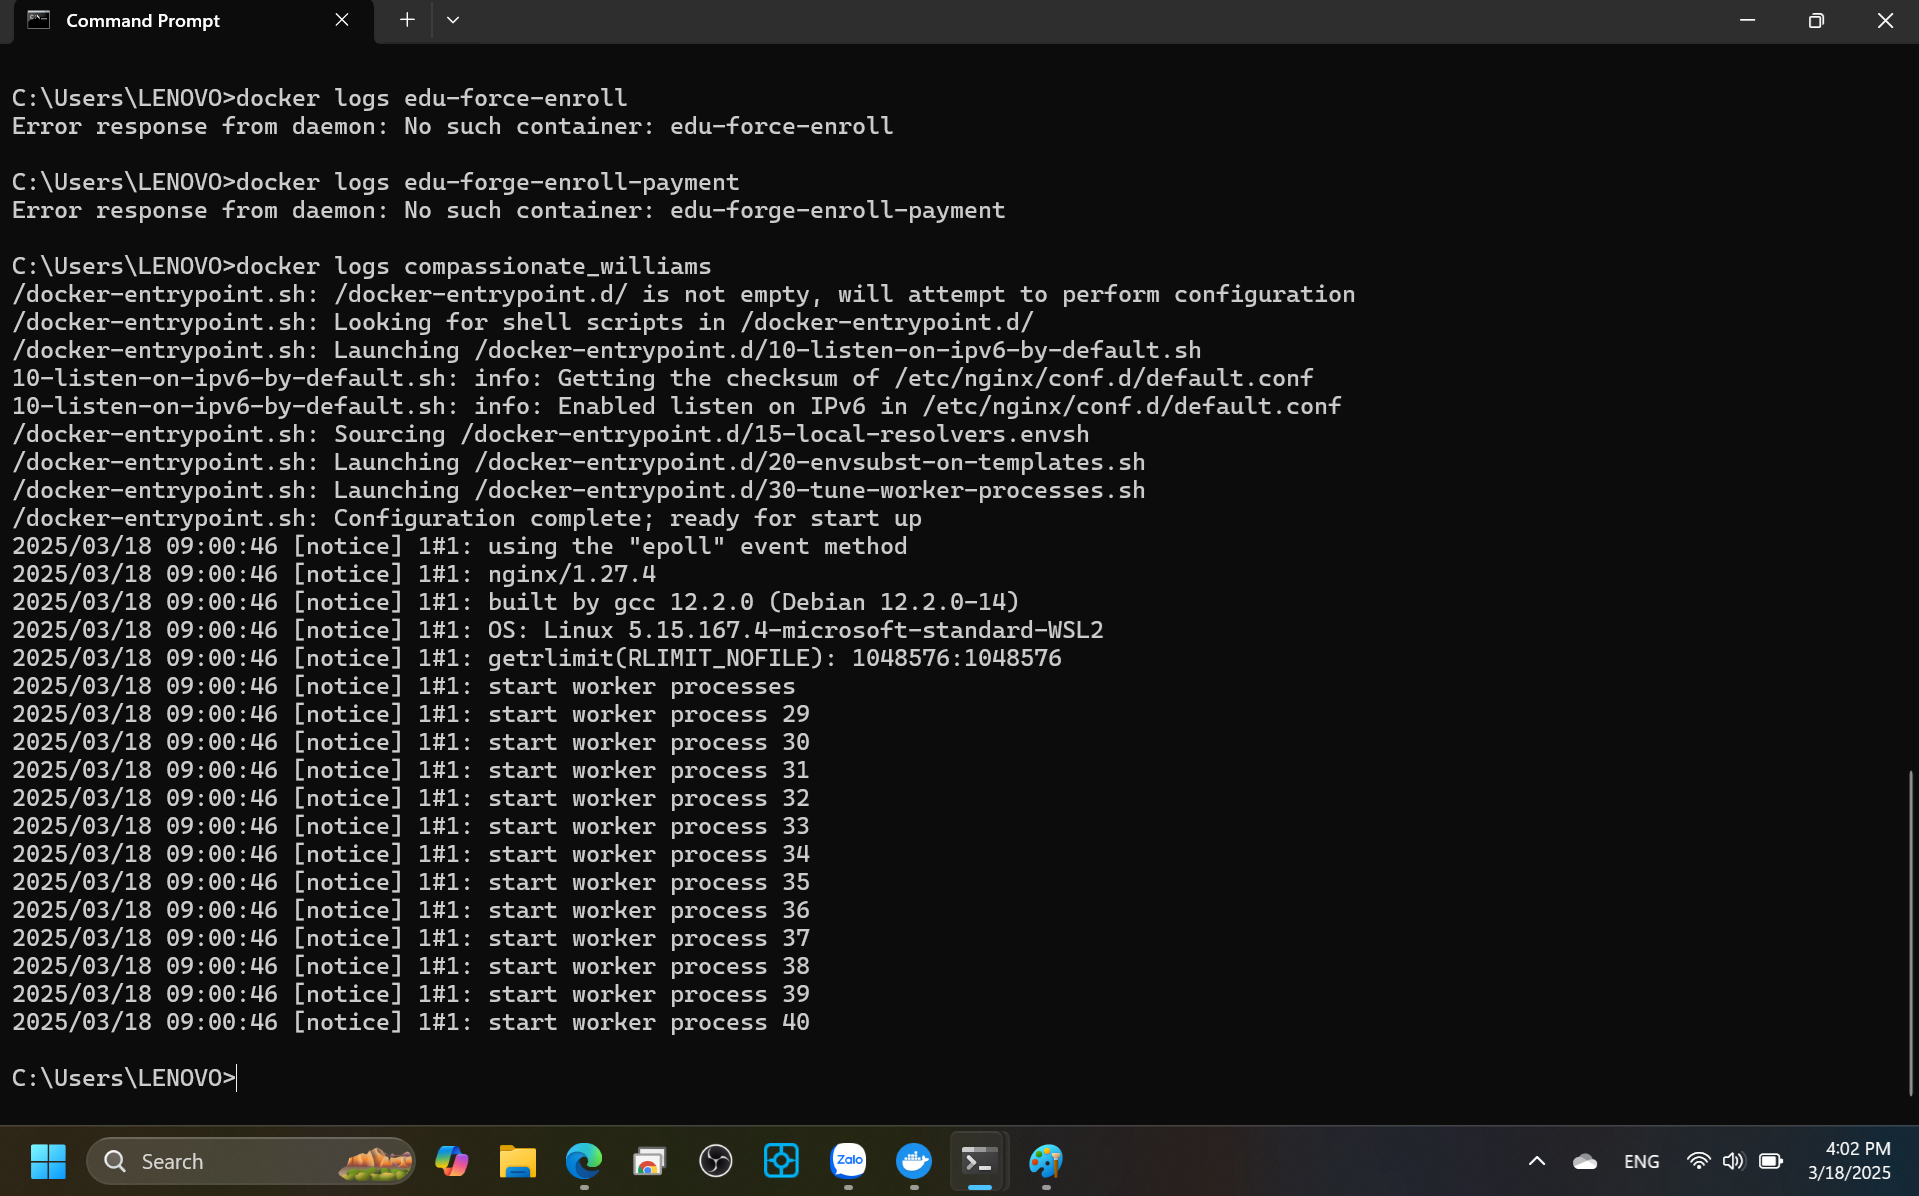 Command Prompt
C:\Users\LENOVO>docker logs edu-force-enroll
Error response from daemon: No such container: edu-force-enroll
C:\Users\LENOVO>docker logs edu-forge-enroll-payment
Error response from daemon: No such container: edu-forge-enroll-payment
C:\Users\LENOVO>docker logs compassionate_williams
/docker-entrypoint.sh: /docker-entrypoint.d/ is not empty, will attempt to perform configuration
/docker-entrypoint.sh: Looking for shell scripts in /docker-entrypoint.d/
/docker-entrypoint.sh: Launching /docker-entrypoint.d/10-listen-on-ipv6-by-default.sh
10-listen-on-ipv6-by-default.sh: info: Getting the checksum of /etc/nginx/conf.d/default.conf
10-listen-on-ipv6-by-default.sh: info: Enabled listen on IPv6 in /etc/nginx/conf.d/default.conf
/docker-entrypoint.sh: Sourcing /docker-entrypoint.d/15-local-resolvers.envsh
/docker-entrypoint.sh: Launching /docker-entrypoint.d/20-envsubst-on-templates.sh
/docker-entrypoint.sh: Launching /docker-entrypoint.d/30-tune-worker-processes.sh
/docker-entrypoint.sh: Configuration complete; ready for start up
2025/03/18 09:00:46 [notice] 1#1: using the "epoll" event method
2025/03/18 09:00:46 [notice] 1#1: nginx/1.27.4
2025/03/18 09:00:46 [notice] 1#1: built by gcc 12.2.0 (Debian 12.2.0-14)
2025/03/18 09:00:46 [notice] 1#1: OS: Linux 5.15.167.4-microsoft-standard-WSL2
2025/03/18 09:00:46 [notice] 1#1: getrlimit(RLIMIT_NOFILE): 1048576:1048576
2025/03/18 09:00:46 [notice] 1#1: start worker processes
2025/03/18 09:00:46 [notice] 1#1: start worker process 29
2025/03/18 09:00:46 [notice] 1#1: start worker process 30
2025/03/18 09:00:46 [notice] 1#1: start worker process 31
2025/03/18 09:00:46 [notice] 1#1: start worker process 32
2025/03/18 09:00:46 [notice] 1#1: start worker process 33
2025/03/18 09:00:46 [notice] 1#1: start worker process 34
2025/03/18 09:00:46 [notice] 1#1: start worker process 35
2025/03/18 09:00:46 [notice] 1#1: start worker process 36
2025/03/18 09:00:46 [notice] 1#1: start worker process 37
2025/03/18 09:00:46 [notice] 1#1: start worker process 38
2025/03/18 09:00:46 [notice] 1#1: start worker process 39
2025/03/18 09:00:46 [notice] 1#1: start worker process 40
C:\Users\LENOVO>
Search
Zalo
ENG
4:02 PM
3/18/2025